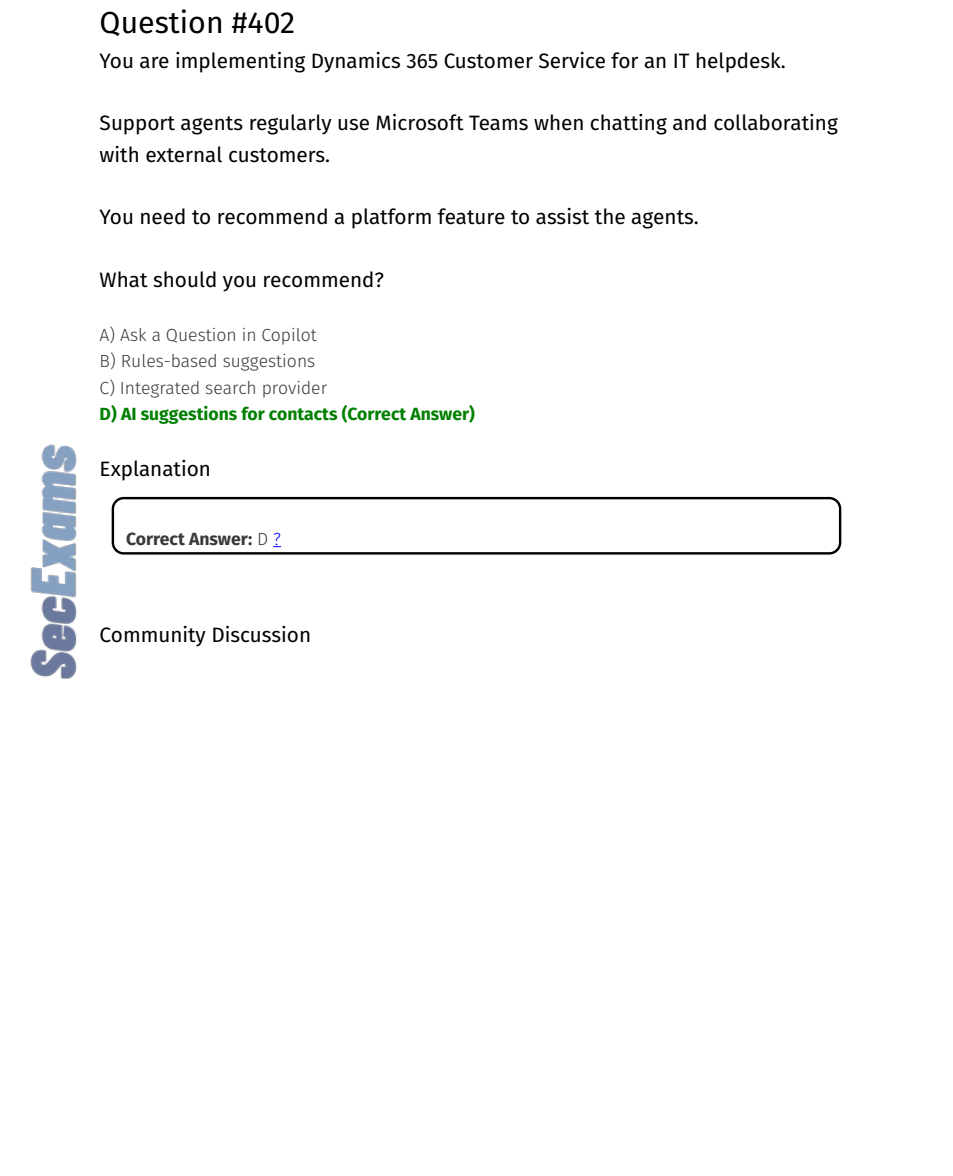 Question #402
You are implementing Dynamics 365 Customer Service for an IT helpdesk.
Support agents regularly use Microsoft Teams when chatting and collaborating
with external customers.
You need to recommend a platform feature to assist the agents.
What should you recommend?
A) Ask a Question in Copilot
B) Rules-based suggestions
C) Integrated search provider
D) AI suggestions for contacts (Correct Answer)
Explanation
Correct Answer: D ?
Community Discussion
SecExams